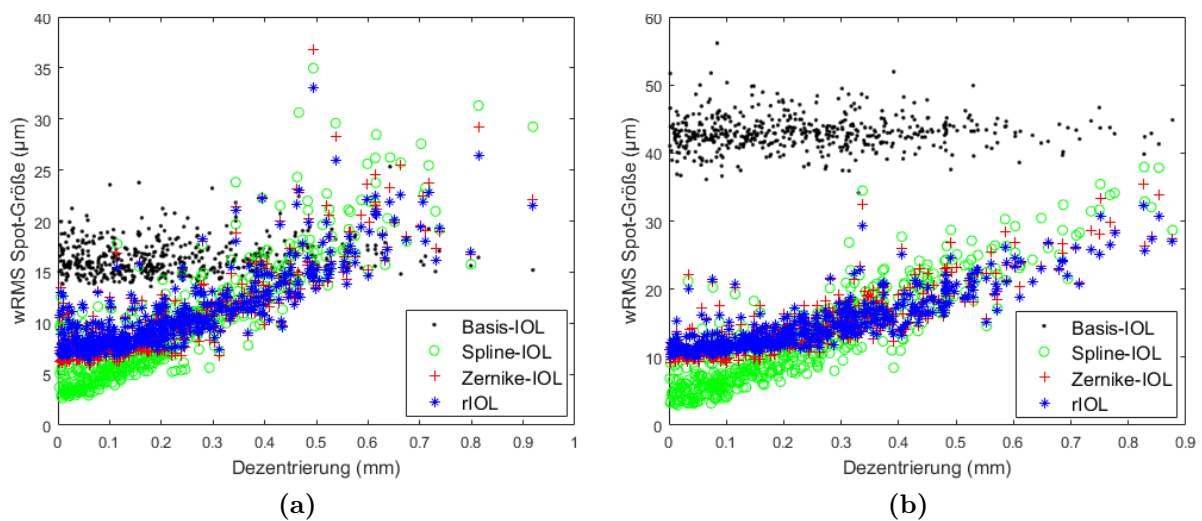 wRMS Spot-Größe (µm)
40
35
30
25
20
15
10
5
0
0
0.1
0.2
0.3
0.4
0.5
0.6
0.7
0.8
0.9
1
Dezentrierung (mm)
Basis-IOL
Spline-IOL
Zernike-IOL
rIOL
(a)
wRMS Spot-Größe (µm)
60
50
40
30
20
10
0
0
0.1
0.2
0.3
0.4
0.5
0.6
0.7
0.8
0.9
Dezentrierung (mm)
Basis-IOL
Spline-IOL
Zernike-IOL
rIOL
(b)